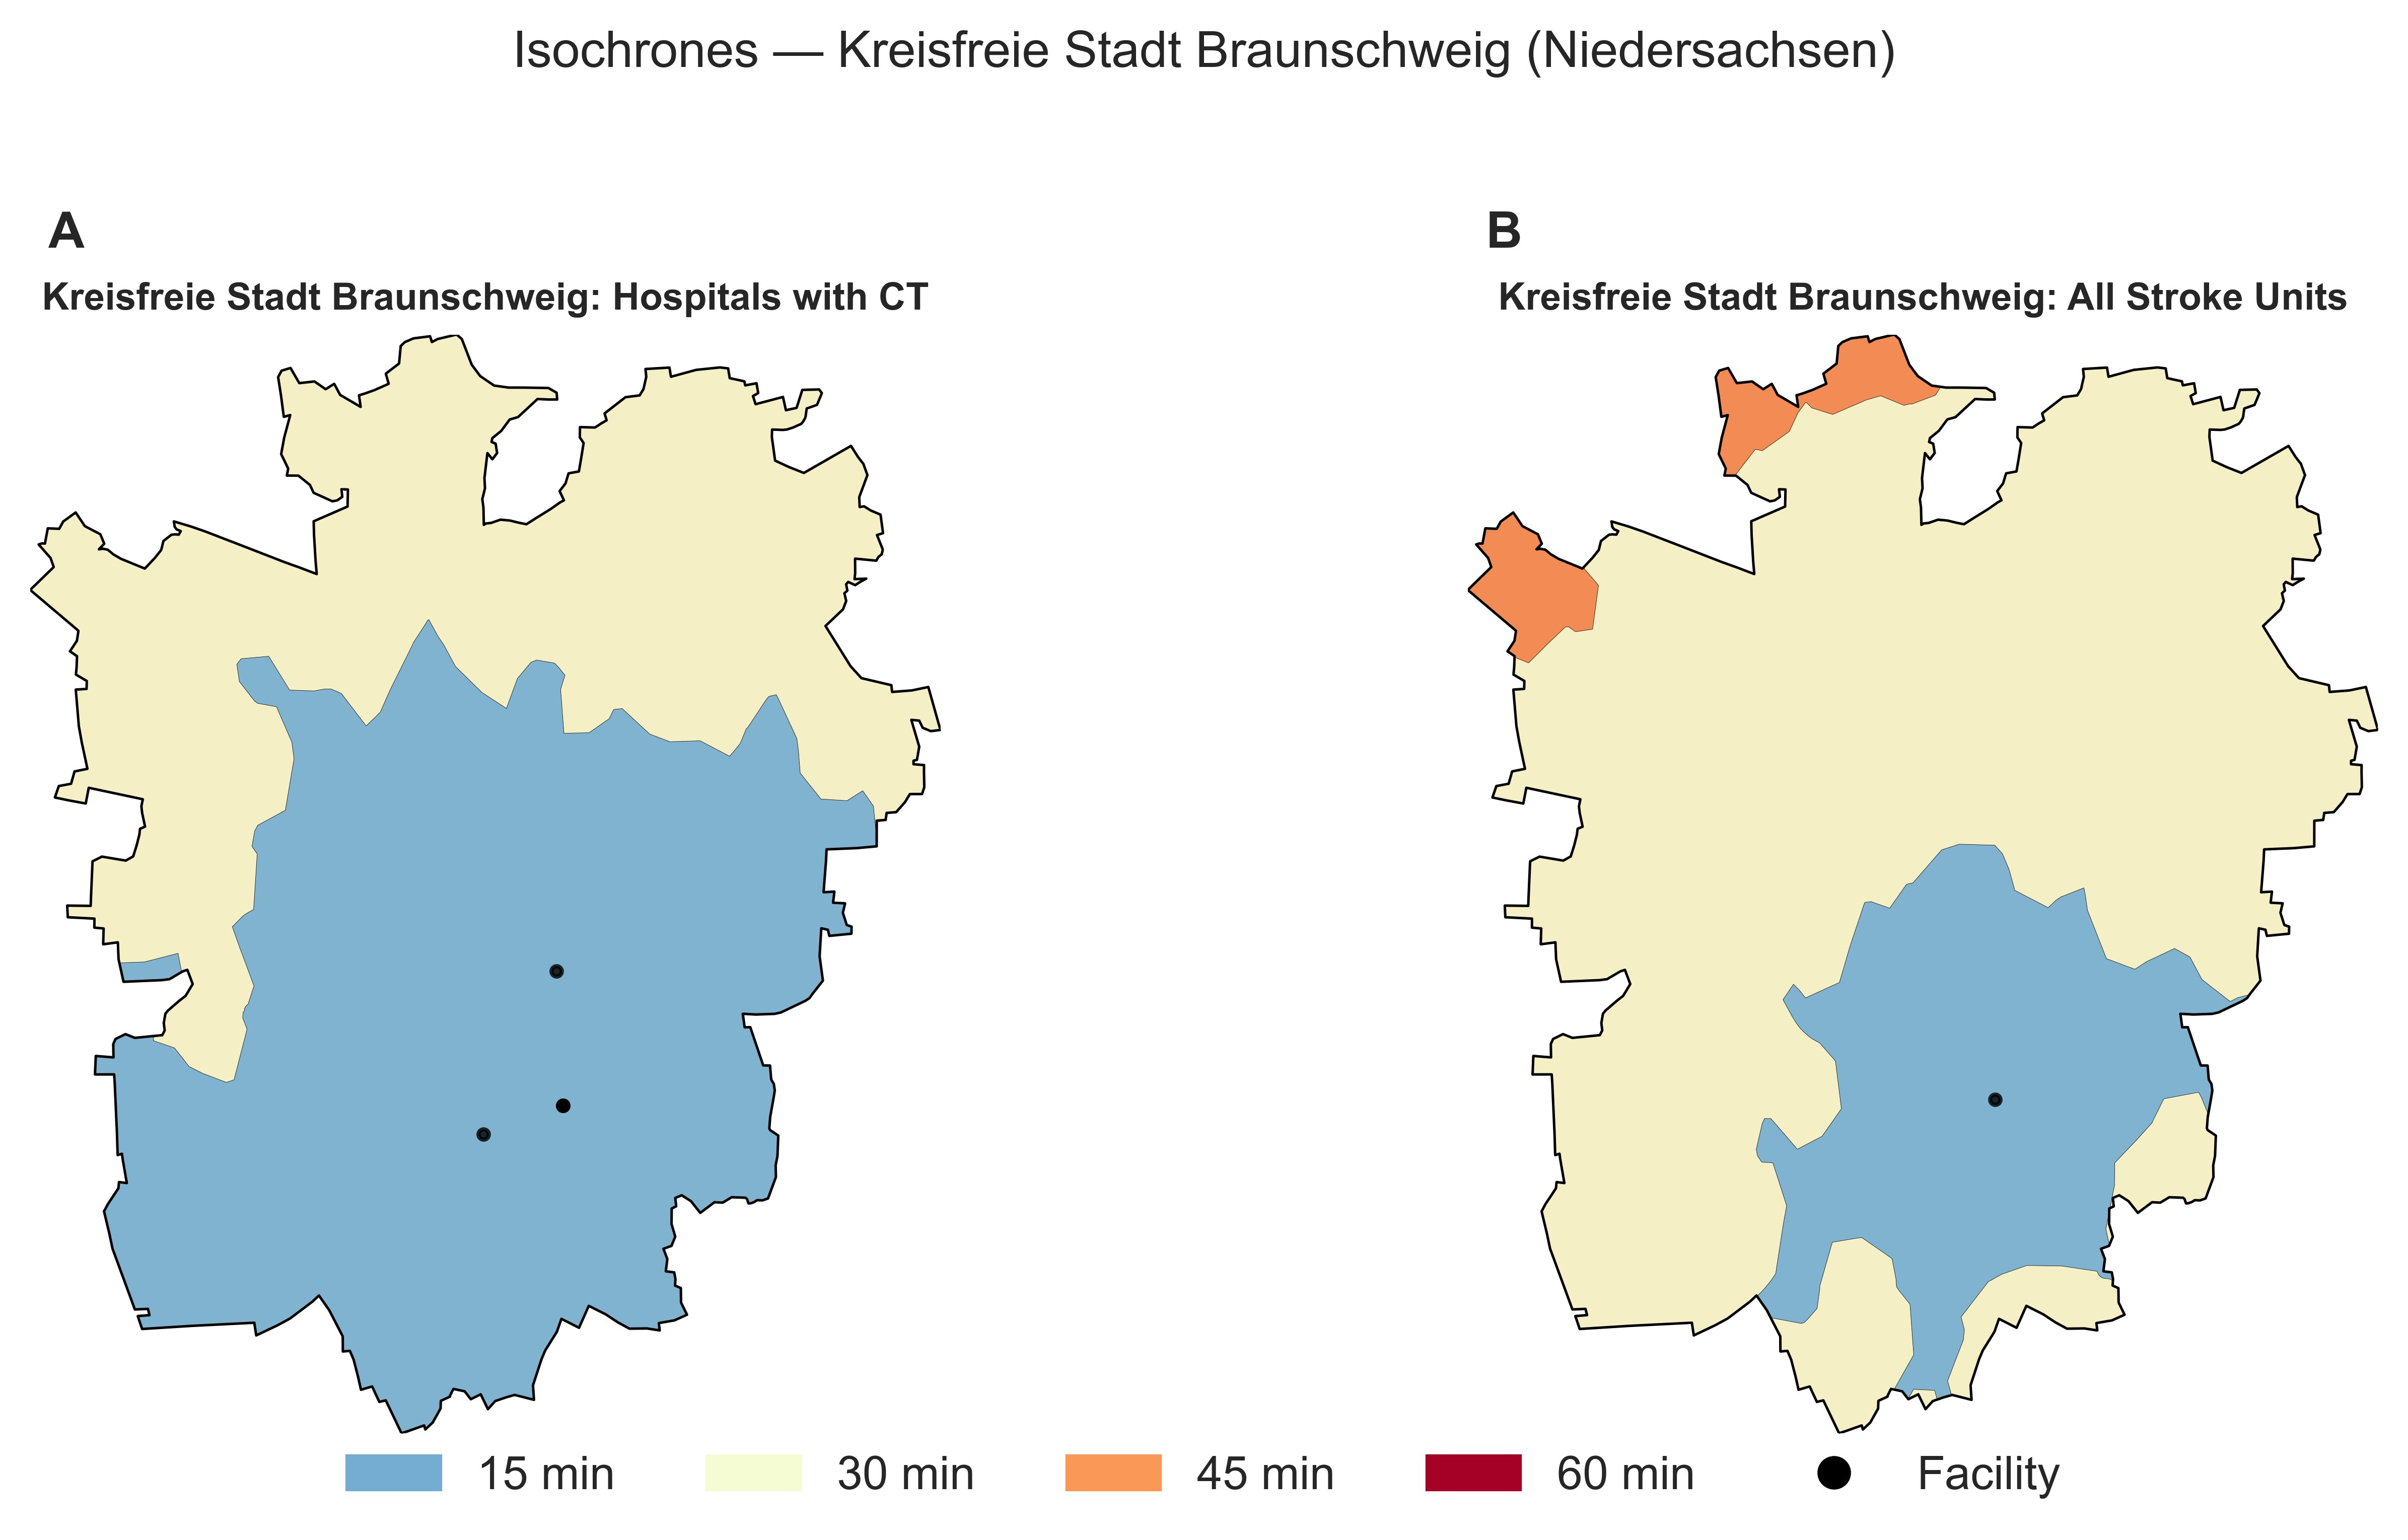 Isochrones — Kreisfreie Stadt Braunschweig (Niedersachsen)
A
Kreisfreie Stadt Braunschweig: Hospitals with CT
B
Kreisfreie Stadt Braunschweig: All Stroke Units
15 min
30 min
45 min
60 min
Facility